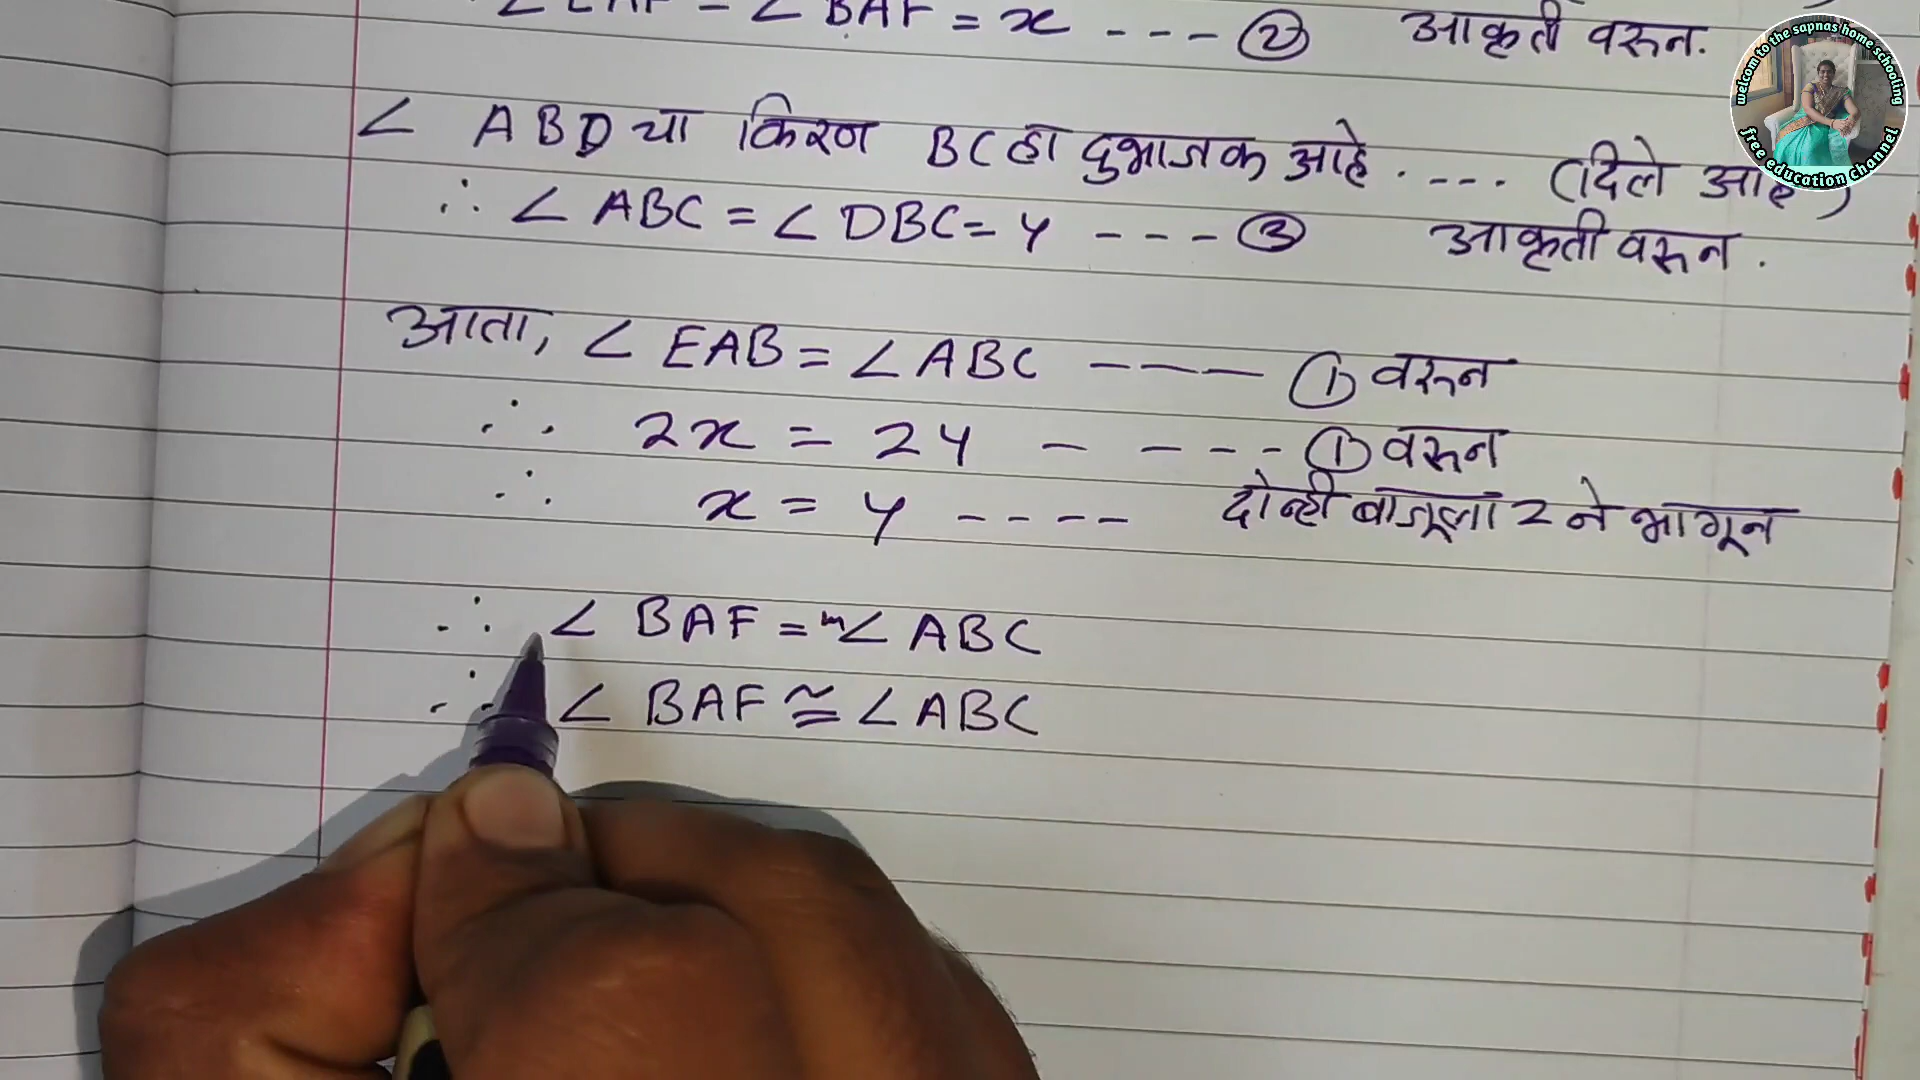 ∠EAF = ∠BAF = x --- ② आकृती वरून.
∠ ABD चा किरण BC हा दुभाजक आहे. --- (दिले आहे)
∴ ∠ABC = ∠DBC = y --- ③ आकृती वरून.
आता, ∠EAB = ∠ABC --- ① वरून
∴ 2x = 2y - --- ① वरून
∴ x = y ---- दोन्ही बाजूला 2 ने भागून
∴ ∠BAF = m∠ABC
∴ ∠BAF ≅ ∠ABC
welcom to the sapnas home schooling
free education channel